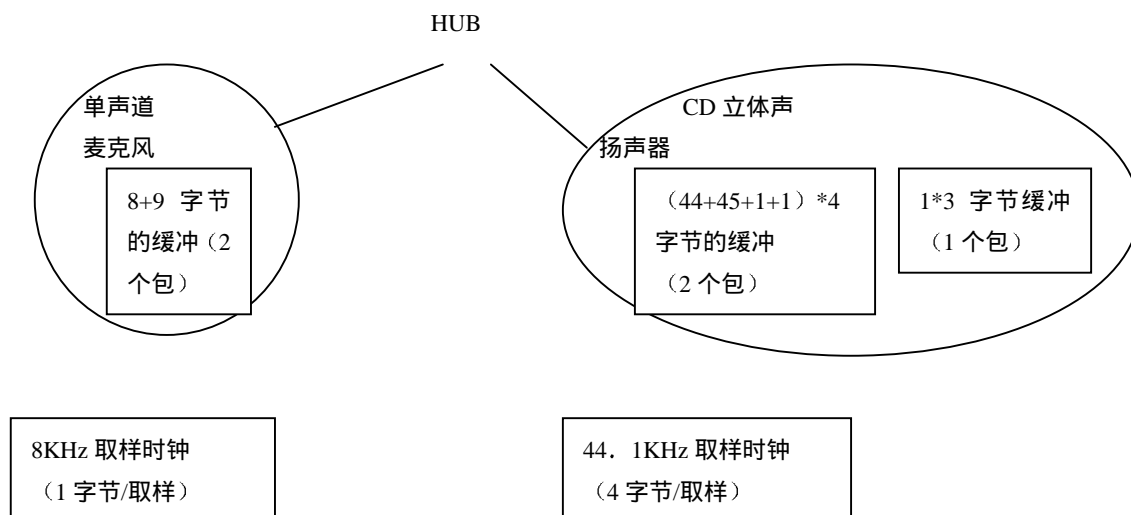 HUB
单声道
麦克风
8+9 字节
的缓冲（2
个包）
CD 立体声
扬声器
（44+45+1+1）*4
字节的缓冲
（2 个包）
1*3 字节缓冲
（1 个包）
8KHz 取样时钟
（1 字节/取样）
44．1KHz 取样时钟
（4 字节/取样）